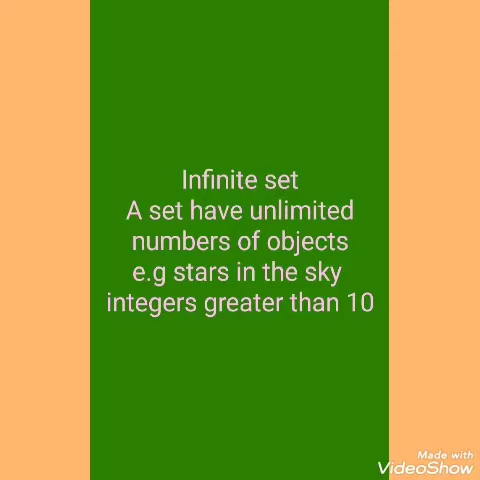 Infinite set
A set have unlimited
numbers of objects
e.g stars in the sky
integers greater than 10
Made with
VideoShow